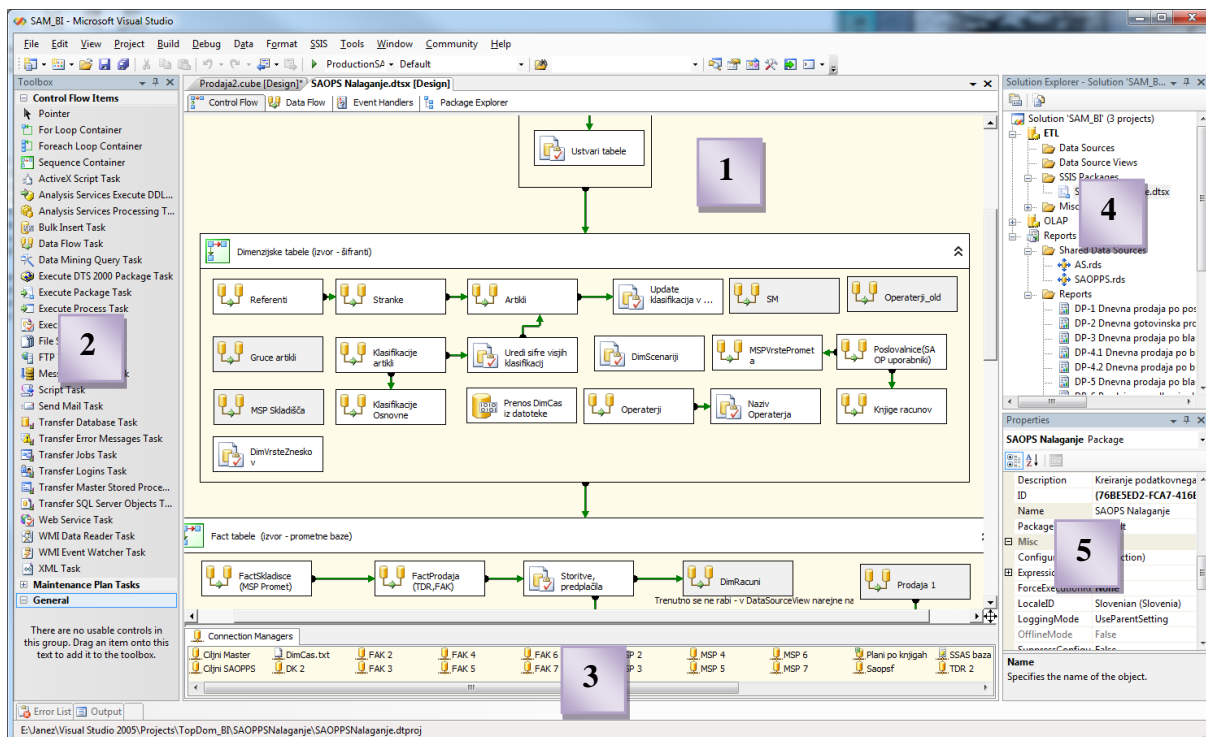 SAM_BI - Microsoft Visual Studio
File Edit View Project Build Debug Data Format SSIS Tools Window Community Help
ProductionSA Default
Toolbox
Control Flow Items
Pointer
For Loop Container
Foreach Loop Container
Sequence Container
ActiveX Script Task
Analysis Services Execute DDL...
Analysis Services Processing T...
Bulk Insert Task
Data Flow Task
Data Mining Query Task
Execute DTS 2000 Package Task
Execute Package Task
Execute Process Task
Exec
File S
FTP
Mess
Script Task
Send Mail Task
Transfer Database Task
Transfer Error Messages Task
Transfer Jobs Task
Transfer Logins Task
Transfer Master Stored Proce...
Transfer SQL Server Objects T...
Web Service Task
WMI Data Reader Task
WMI Event Watcher Task
XML Task
Maintenance Plan Tasks
General
There are no usable controls in
this group. Drag an item onto this
text to add it to the toolbox.
2
Prodaja2.cube [Design]* SAOPS Nalaganje.dtsx [Design]
Control Flow Data Flow Event Handlers Package Explorer
Ustvari tabele
1
Dimenzijske tabele (izvor - šifranti)
Referenti
Stranke
Artikli
Update
klasifikacija v ...
SM
Operaterji_old
Gruce artikli
Klasifikacije
artikli
Uredi sifre visjih
klasifikacij
DimScenariji
MSPVrstePromet
a
Poslovalnice(SA
OP uporabniki)
MSP Skladišča
Klasifikacije
Osnovne
Prenos DimCas
iz datoteke
Operaterji
Naziv
Operaterja
Knjige racunov
DimVrsteZnesko
v
Fact tabele (izvor - prometne baze)
FactSkladisce
(MSP Promet)
FactProdaja
(TDR,FAK)
Storitve,
predplačila
DimRacuni
Prodaja 1
Trenutno se ne rabi - v DataSourceView narejne na
Connection Managers
Ciljni Master DimCas.txt FAK 2 FAK 4 FAK 6 MSP 2 MSP 4 MSP 6 Plani po knjigah SSAS baza
Ciljni SAOPPS DK 2 FAK 3 FAK 5 FAK 7 MSP 3 MSP 5 MSP 7 Saopsf TDR 2
3
Solution Explorer - Solution 'SAM_B...
Solution 'SAM_BI' (3 projects)
ETL
Data Sources
Data Source Views
SSIS Packages
S e.dtsx
Misc
OLAP
Reports
Shared Data Sources
AS.rds
SAOPPS.rds
Reports
DP-1 Dnevna prodaja po pos
DP-2 Dnevna gotovinska pro
DP-3 Dnevna prodaja po bla
DP-4.1 Dnevna prodaja po b
DP-4.2 Dnevna prodaja po b
DP-5 Dnevna prodaja po bla
4
Properties
SAOPS Nalaganje Package
Description Kreiranje podatkovnega
ID {76BE5ED2-FCA7-416E
Name SAOPS Nalaganje
Package
Misc
Configu ction)
Expression
None
LocaleID Slovenian (Slovenia)
LoggingMode UseParentSetting
OfflineMode False
SuppressConfigu False
5
Name
Specifies the name of the object.
Error List Output
E:\Janez\Visual Studio 2005\Projects\TopDom_BI\SAOPPSNalaganje\SAOPPSNalaganje.dtproj